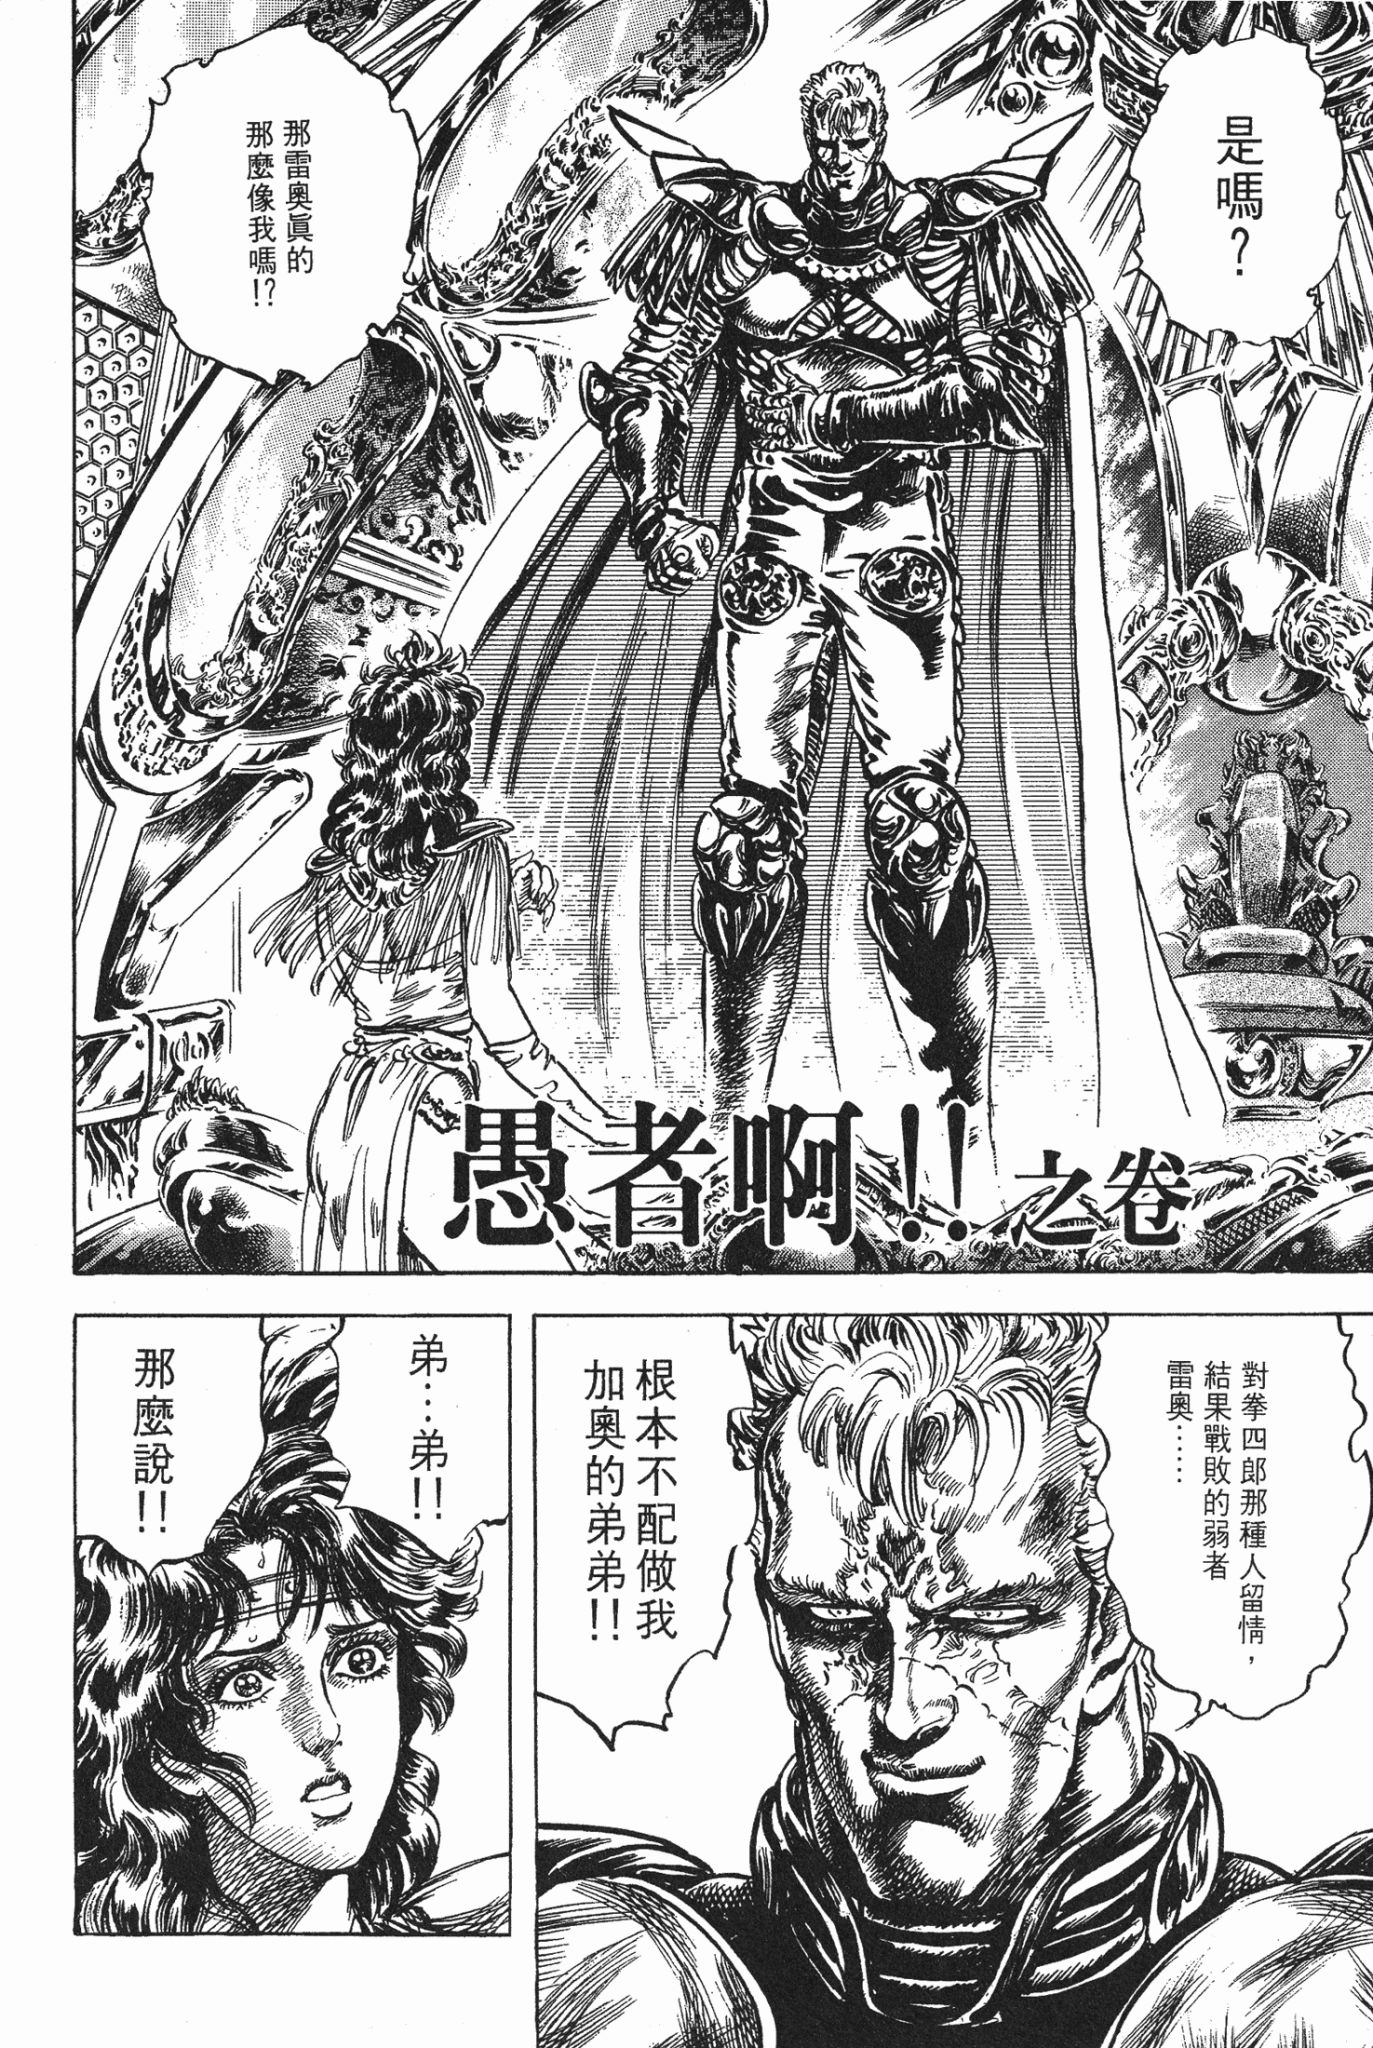 是嗎?
那雷奧眞的
那麼像我嗎!?
愚者啊!!之卷
對拳四郎那種人留情，
結果戰敗的弱者
雷奧……
根本不配做我
加奧的弟弟!!
弟…弟!!
那麼說!!